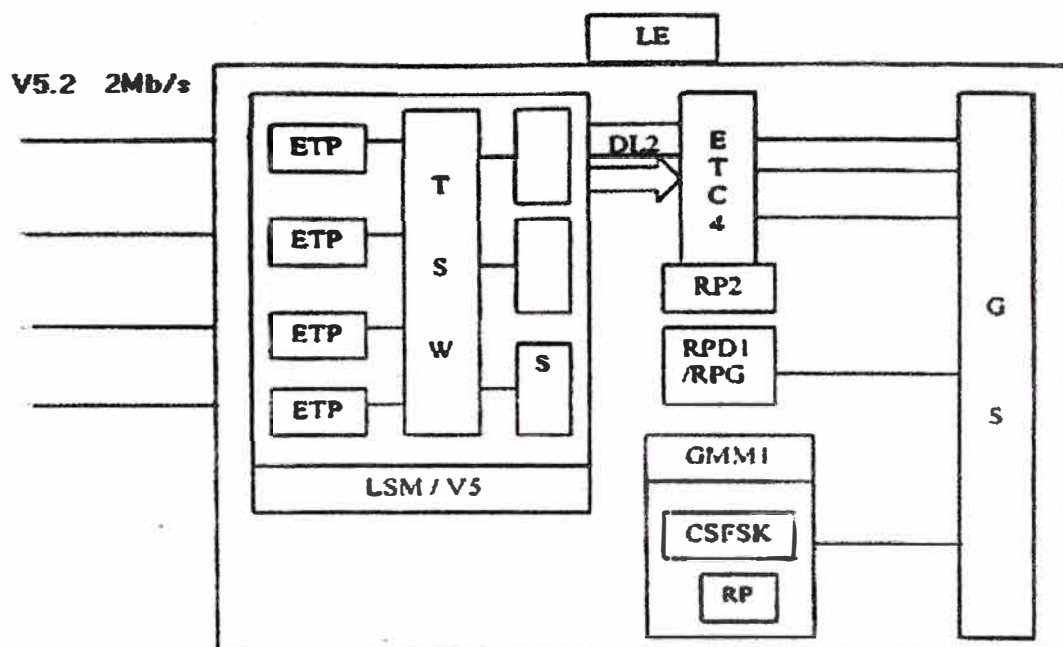 LE
V5.2 2Mb/s
ETP
ETP
ETP
ETP
T
S
W
S
LSM / V5
DL2
E
T
C
4
RP2
RPD1
/RPG
GMM1
CSFSK
RP
G
S